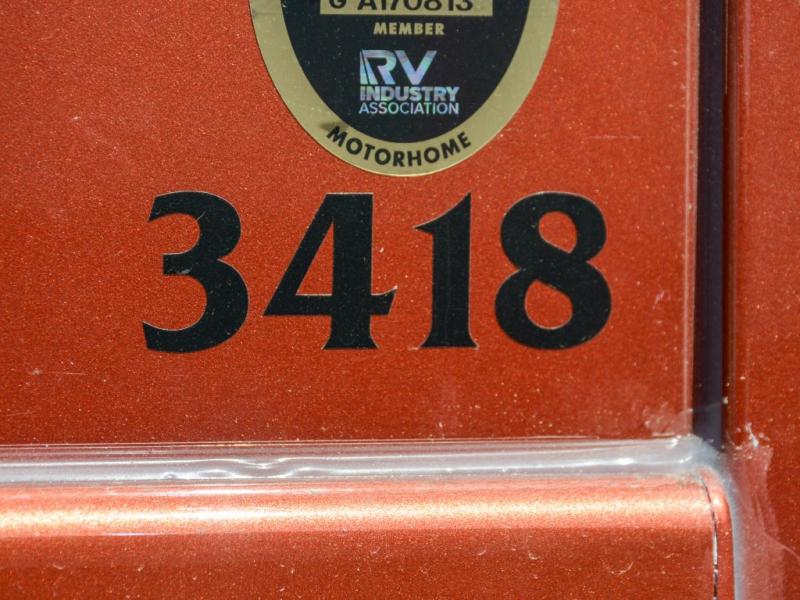 G A170813
MEMBER
RV
INDUSTRY
ASSOCIATION
MOTORHOME
3418